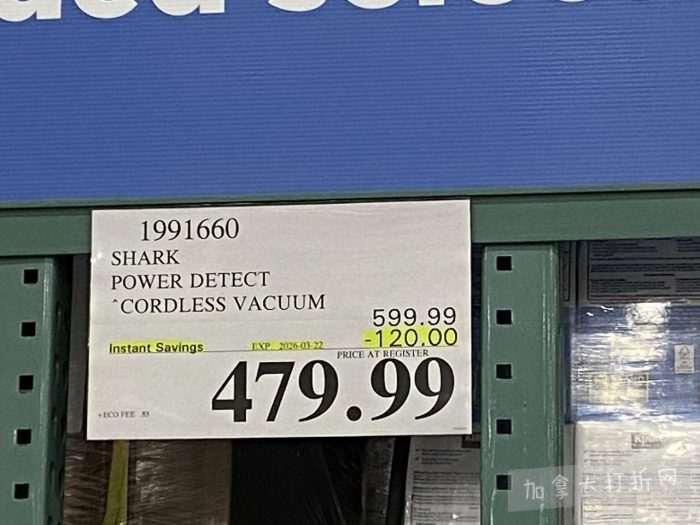 1991660
SHARK
POWER DETECT
^CORDLESS VACUUM
599.99
-120.00
Instant Savings EXP. 2026-03-22
PRICE AT REGISTER
479.99
+ECO FEE .83
加拿大打折网